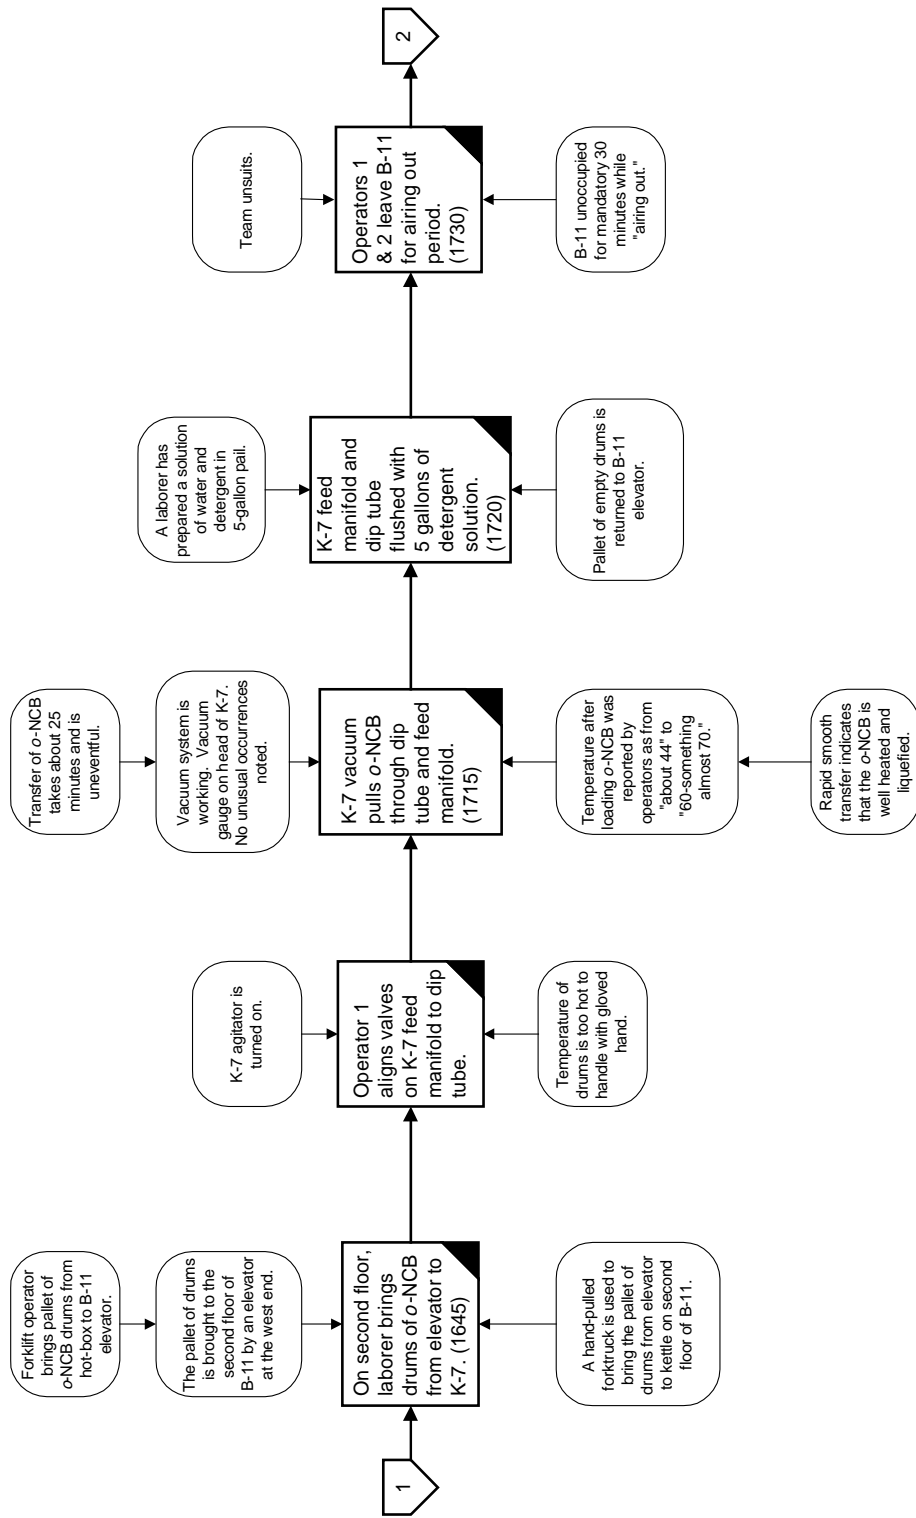 1
Forklift operator
brings pallet of
o-NCB drums from
hot-box to B-11
elevator.
The pallet of drums
is brought to the
second floor of
B-11 by an elevator
at the west end.
On second floor,
laborer brings
drums of o-NCB
from elevator to
K-7. (1645)
A hand-pulled
forktruck is used to
bring the pallet of
drums from elevator
to kettle on second
floor of B-11.
K-7 agitator is
turned on.
Operator 1
aligns valves
on K-7 feed
manifold to dip
tube.
Temperature of
drums is too hot to
handle with gloved
hand.
Transfer of o-NCB
takes about 25
minutes and is
uneventful.
Vacuum system is
working. Vacuum
gauge on head of K-7.
No unusual occurrences
noted.
K-7 vacuum
pulls o-NCB
through dip
tube and feed
manifold.
(1715)
Temperature after
loading o-NCB was
reported by
operators as from
"about 44" to
"60-something
almost 70."
Rapid smooth
transfer indicates
that the o-NCB is
well heated and
liquefied.
A laborer has
prepared a solution
of water and
detergent in
5-gallon pail.
K-7 feed
manifold and
dip tube
flushed with
5 gallons of
detergent
solution.
(1720)
Pallet of empty drums is
returned to B-11
elevator.
Team unsuits.
Operators 1
& 2 leave B-11
for airing out
period.
(1730)
B-11 unoccupied
for mandatory 30
minutes while
"airing out."
2